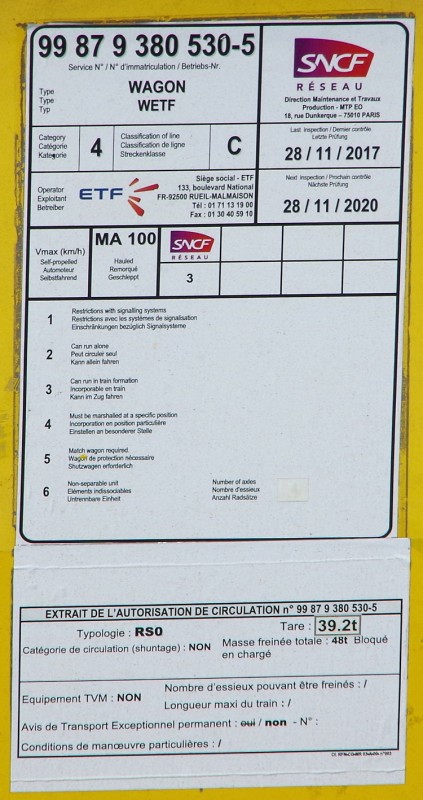 99 87 9 380 530-5
Service N° / N° d'immatriculation / Betriebs-Nr.
Type
Type
Typ
WAGON
WETF
SNCF
RÉSEAU
Direction Maintenance et Travaux
Production - MTP EO
18, rue Dunkerque – 75010 PARIS
Category
Catégorie
Kategorie
4
Classification of line
Classification de ligne
Streckenklasse
C
Last inspection / Dernier contrôle
Letzte Prüfung
28 / 11 / 2017
Operator
Exploitant
Betreiber
ETF
Siège social - ETF
133, boulevard National
FR-92500 RUEIL-MALMAISON
Tél : 01 71 13 19 00
Fax : 01 30 40 59 10
Next inspection / Prochain contrôle
Nächste Prüfung
28 / 11 / 2020
Vmax (km/h)
Self-propelled
Automoteur
Selbstfahrend
MA 100
Hauled
Remorqué
Geschleppt
SNCF
RÉSEAU
3
1
Restrictions with signalling systems
Restrictions avec les systèmes de signalisation
Einschränkungen bezüglich Signalsysteme
2
Can run alone
Peut circuler seul
Kann allein fahren
3
Can run in train formation
Incorporable en train
Kann im Zug fahren
4
Must be marshalled at a specific position
Incorporation en position particulière
Einstellen an besonderer Stelle
5
Match wagon required.
Wagon de protection nécessaire
Shutzwagen erforderlich
6
Non-separable unit
Eléments indissociables
Untrennbare Einheit
Number of axles
Nombre d'essieux
Anzahl Radsätze
EXTRAIT DE L'AUTORISATION DE CIRCULATION n° 99 87 9 380 530-5
Typologie : RS0
Tare : 39.2t
Catégorie de circulation (shuntage) : NON
Masse freinée totale : 48t Bloqué
en chargé
Equipement TVM : NON
Nombre d'essieux pouvant être freinés : /
Longueur maxi du train : /
Avis de Transport Exceptionnel permanent : oui / non - N° :
Conditions de manœuvre particulières : /